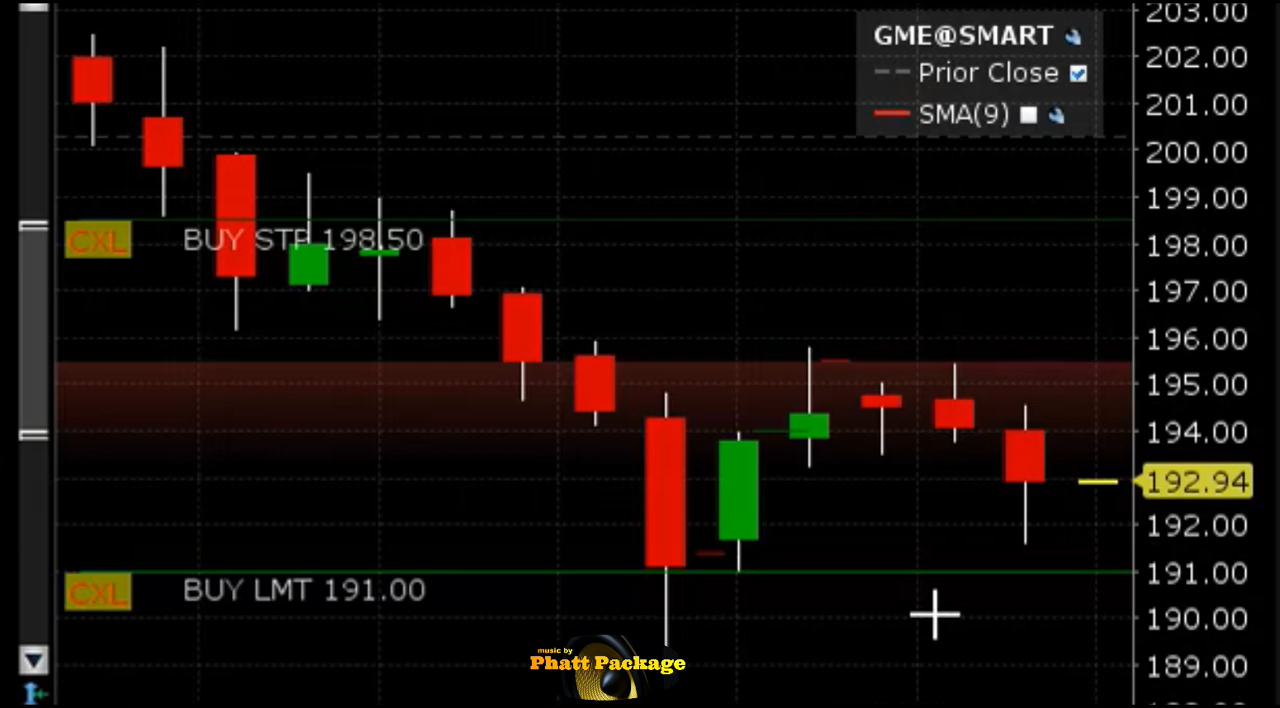 203.00
GME@SMART
Prior Close
202.00
SMA(9)
201.00
200.00
199.00
CXL BUY STP 198.50
198.00
197.00
196.00
195.00
194.00
192.94
192.00
191.00
CXL BUY LMT 191.00
190.00
music by
Phatt Package
189.00